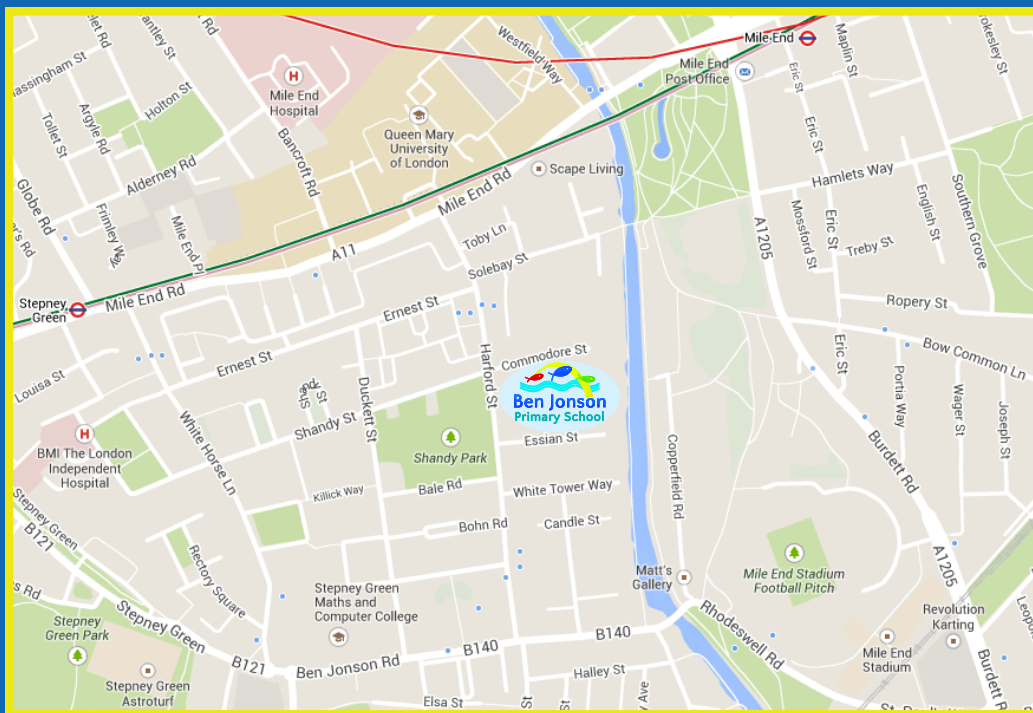 Holton St
Argyle Rd
Tollet St
Alderney Rd
Globe Rd
Mile End
Hospital
Bancroft Rd
Westfield Way
Queen Mary
University
of London
Mile End
Mile End
Post Office
Maplin St
Eric St
Eric St
Scape Living
Mile End Rd
Hamlets Way
English St
Southern Grove
Mossford St
Eric St
Treby St
A1205
Toby Ln
Solebay St
A11
Mile End Rd
Stepney
Green
Ernest St
Ernest St
Ropery St
Bow Common Ln
Eric St
Portia Way
Wager St
Joseph St
Louisa St
Harford St
Commodore St
Ben Jonson
Primary School
Essian St
Duckett St
Shandy St
Shandy Park
BMI The London
Independent
Hospital
White Horse Ln
Killick Way
Bale Rd
White Tower Way
Bohn Rd
Candle St
Copperfield Rd
Burdett Rd
A1205
Stepney Green
B121
Rectory Square
Stepney Green
Maths and
Computer College
Matt's
Gallery
Mile End Stadium
Football Pitch
Revolution
Karting
Mile End
Stadium
Rhodeswell Rd
Stepney
Green Park
Stepney Green
Stepney Green
Astroturf
B121
Ben Jonson Rd
B140
B140
Halley St
Elsa St